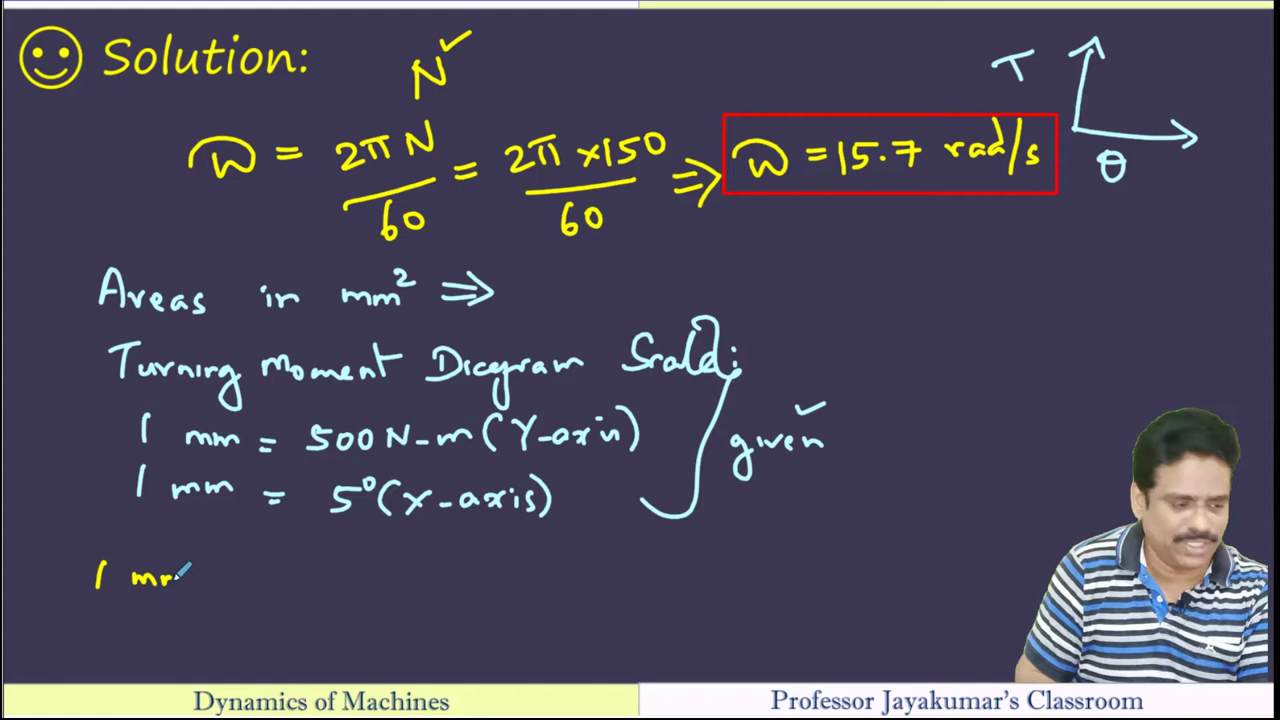 Solution:
N
T
ω = 2πN/60 = 2π×150/60 ⇒ ω = 15.7 rad/s
θ
Areas in mm² ⇒
Turning Moment Diagram Scale:
1 mm = 500 N-m (Y-axis)
given
1 mm = 5° (X-axis)
1 mm
Dynamics of Machines
Professor Jayakumar's Classroom